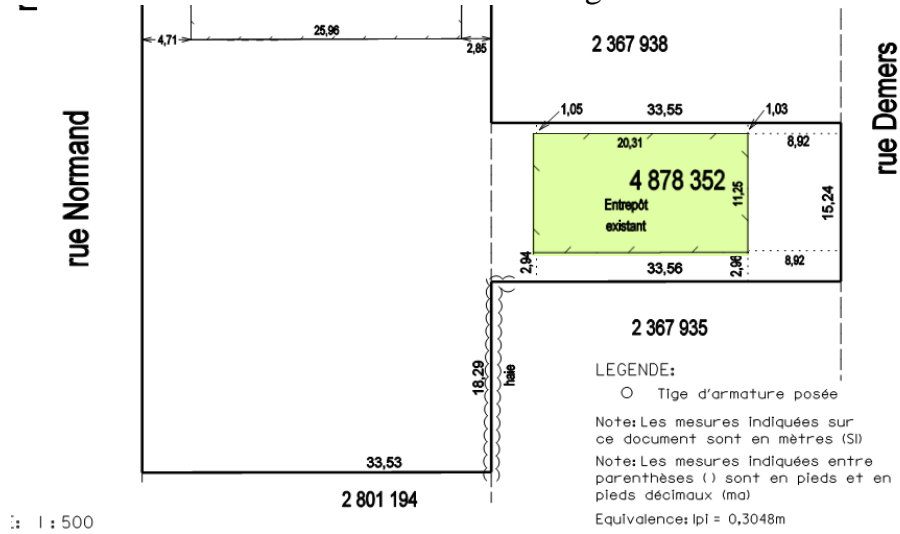 4,71
25,96
2,85
2 367 938
rue Demers
rue Normand
1,05
33,55
1,03
20,31
8,92
4 878 352
11,25
15,24
Entrepôt
existant
2,94
33,56
2,96
8,92
2 367 935
18,29
haie
LEGENDE:
Tige d'armature posée
Note: Les mesures indiquées sur
ce document sont en mètres (SI)
Note: Les mesures indiquées entre
parenthèses () sont en pieds et en
pieds décimaux (ma)
Equivalence: 1pi = 0,3048m
33,53
2 801 194
: 1:500